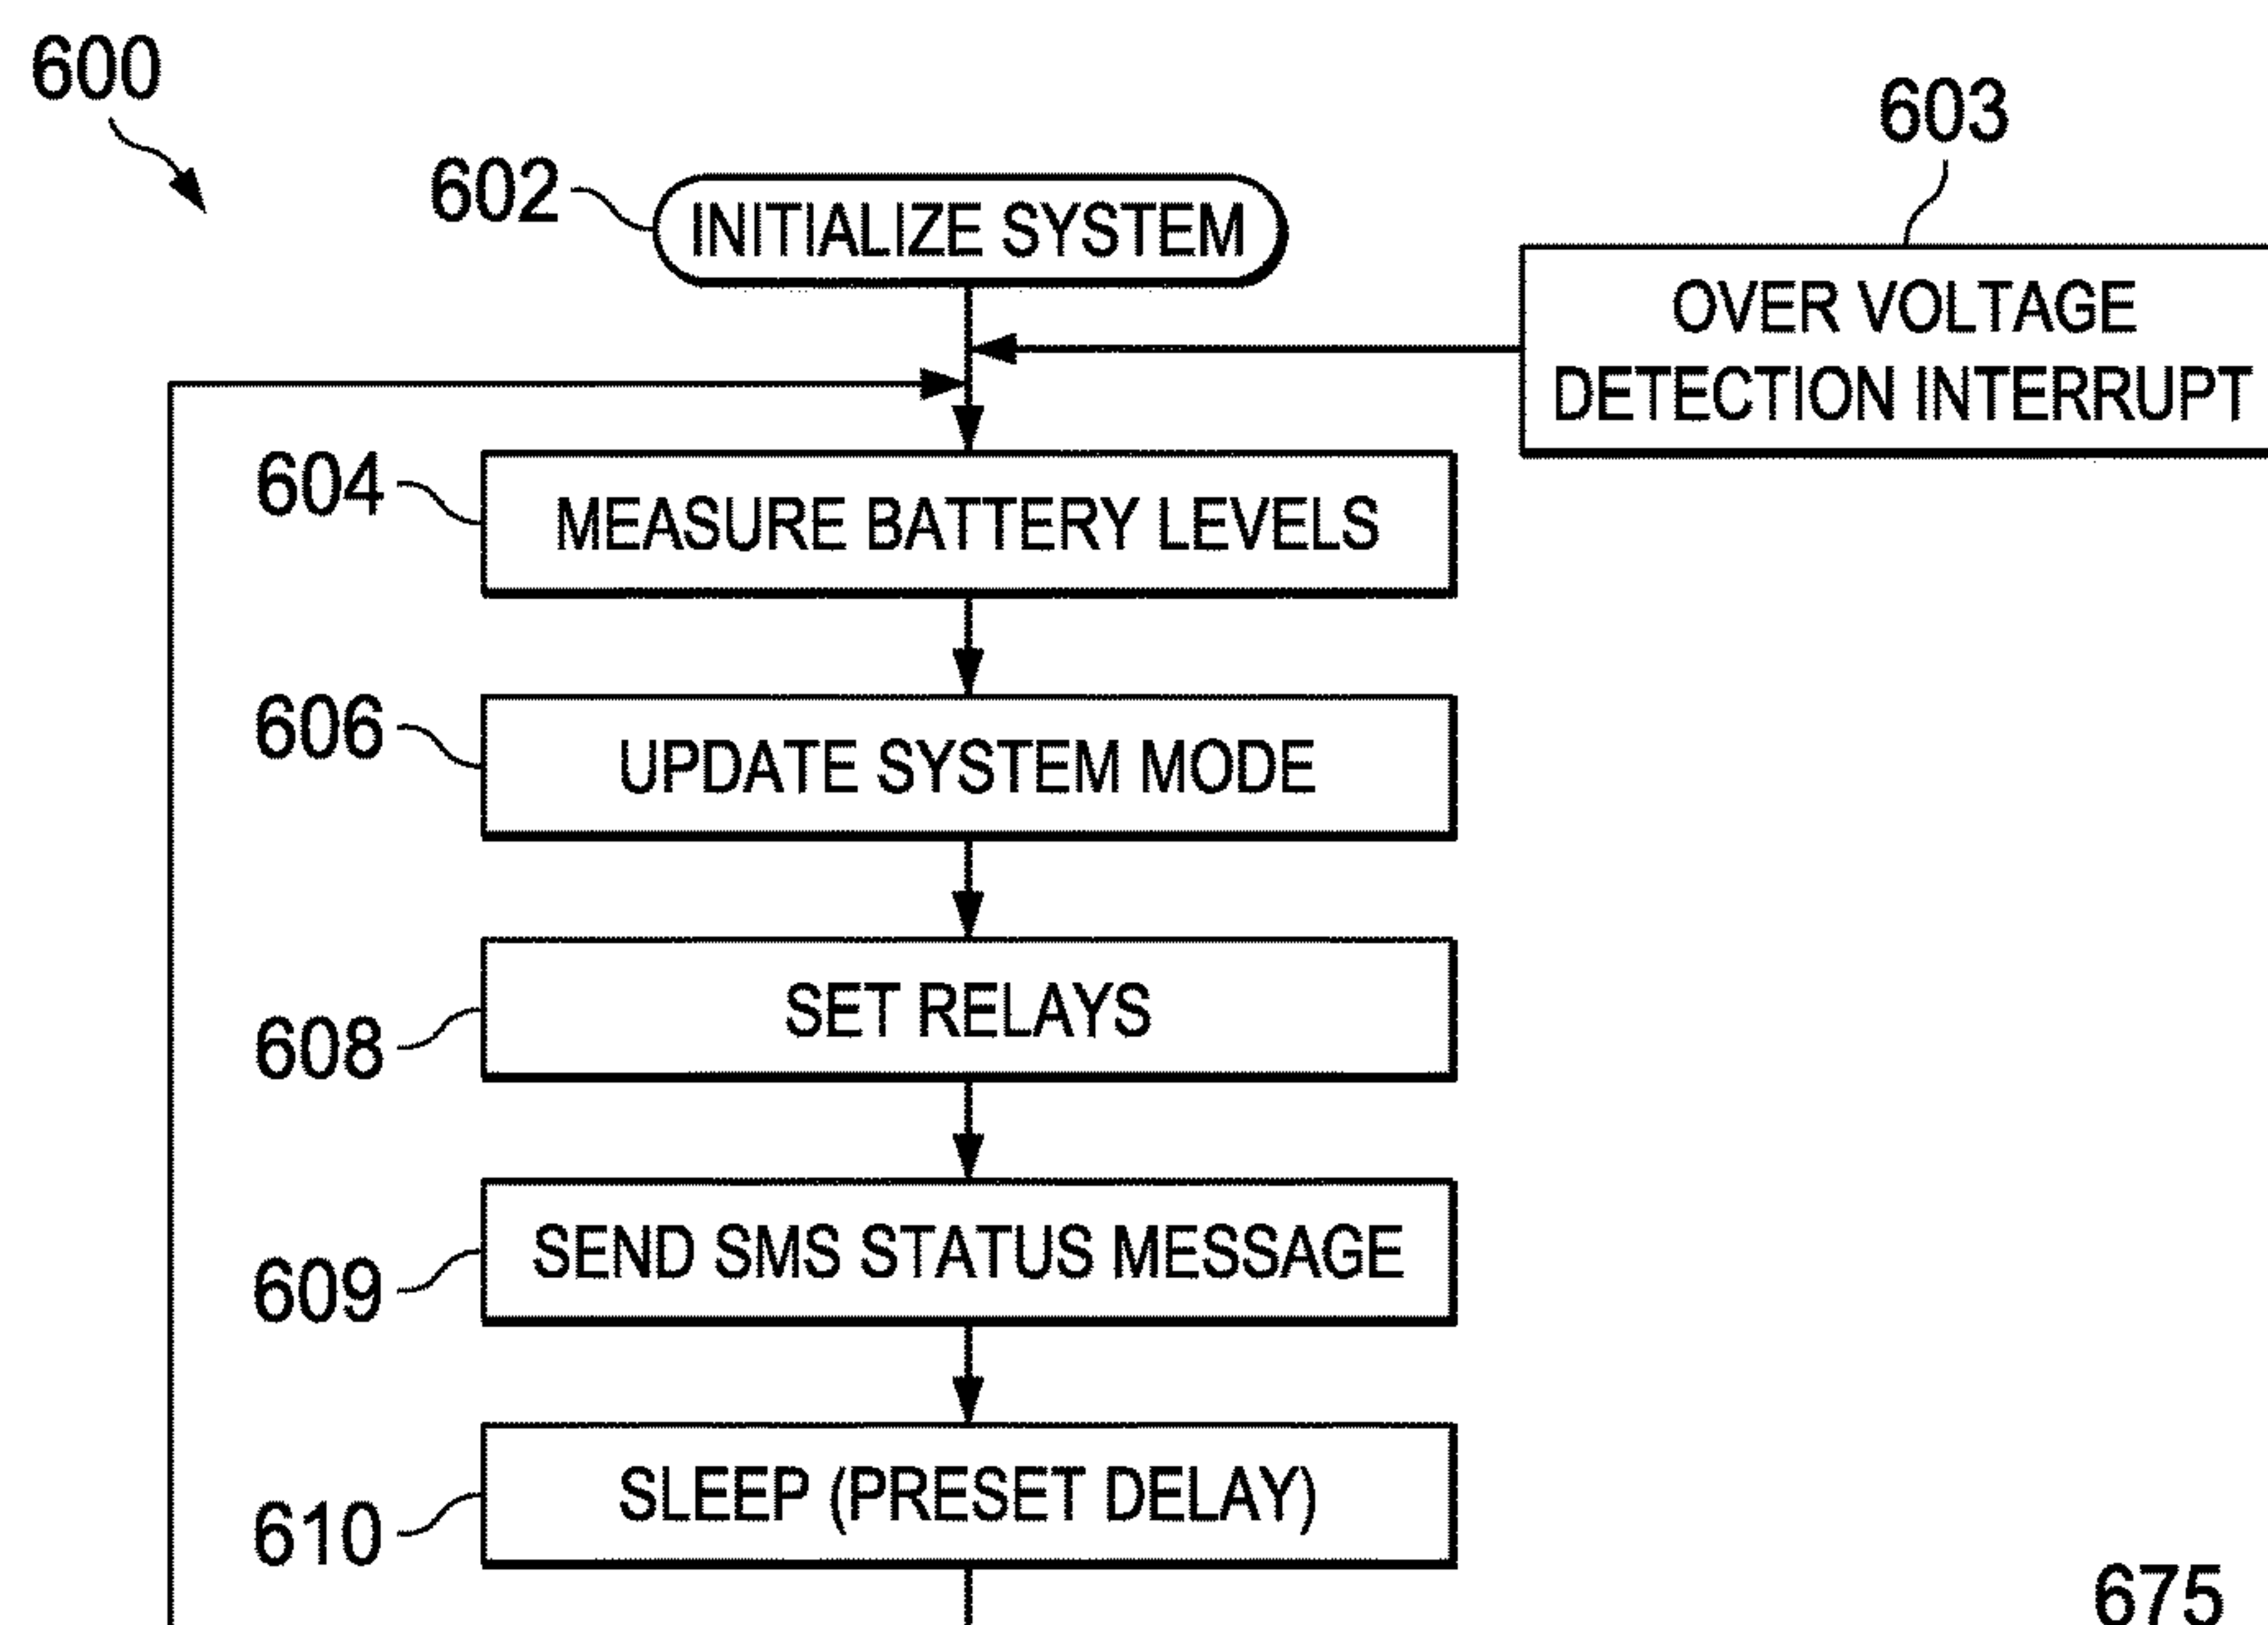 600
603
602
INITIALIZE SYSTEM
OVER VOLTAGE
DETECTION INTERRUPT
604
MEASURE BATTERY LEVELS
606
UPDATE SYSTEM MODE
608
SET RELAYS
609
SEND SMS STATUS MESSAGE
610
SLEEP (PRESET DELAY)
675